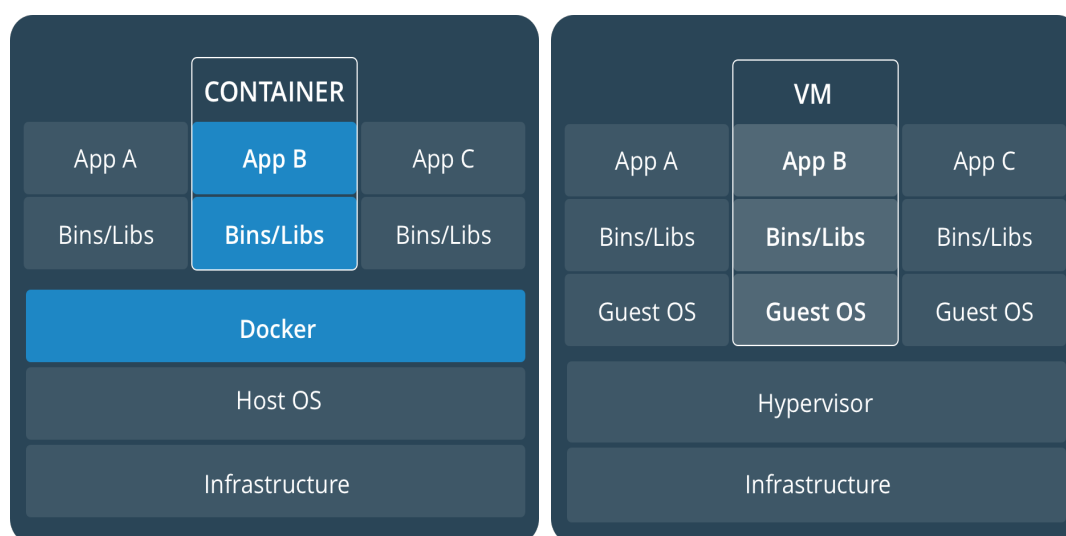 CONTAINER
App A App B App C
Bins/Libs Bins/Libs Bins/Libs
Docker
Host OS
Infrastructure
VM
App A App B App C
Bins/Libs Bins/Libs Bins/Libs
Guest OS Guest OS Guest OS
Hypervisor
Infrastructure